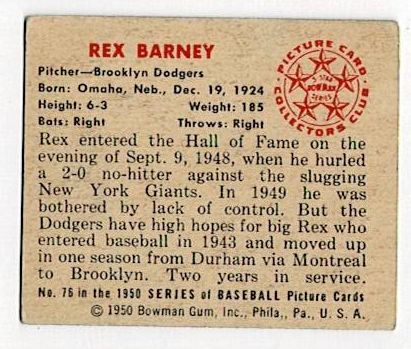 REX BARNEY
Pitcher—Brooklyn Dodgers
Born: Omaha, Neb., Dec. 19, 1924
Height: 6-3 Weight: 185
Bats: Right Throws: Right
PICTURE CARD
5-STAR
BOWMAN
SERIES
COLLECTORS CLUB
Rex entered the Hall of Fame on the
evening of Sept. 9, 1948, when he hurled
a 2-0 no-hitter against the slugging
New York Giants. In 1949 he was
bothered by lack of control. But the
Dodgers have high hopes for big Rex who
entered baseball in 1943 and moved up
in one season from Durham via Montreal
to Brooklyn. Two years in service.
No. 76 in the 1950 SERIES of BASEBALL Picture Cards
© 1950 Bowman Gum, Inc., Phila., Pa., U. S. A.